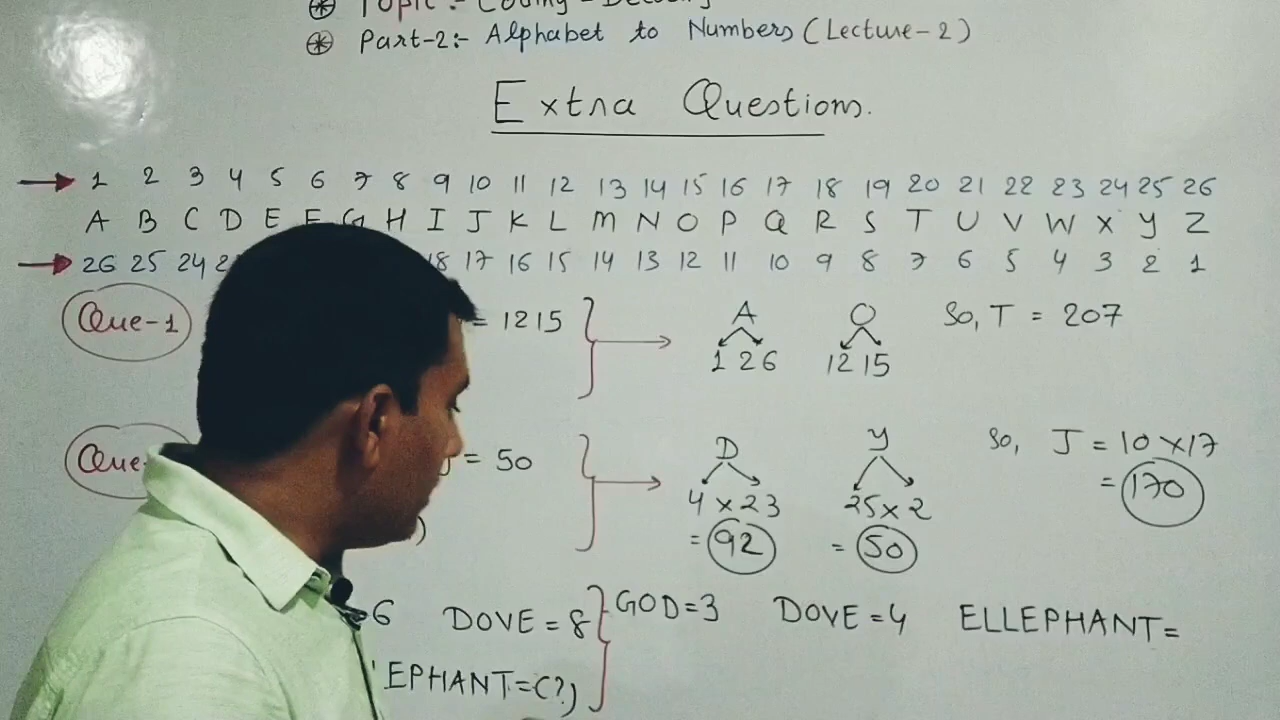 Topic :- Coding - Decoding
Part-2:- Alphabet to Numbers (Lecture-2)
Extra Questions.
1 2 3 4 5 6 7 8 9 10 11 12 13 14 15 16 17 18 19 20 21 22 23 24 25 26
A B C D E F G H I J K L M N O P Q R S T U V W X Y Z
26 25 24 2 18 17 16 15 14 13 12 11 10 9 8 7 6 5 4 3 2 1
Que-1 = 1215 A O So, T = 207
1 26 12 15
Que = 50 D Y So, J = 10 × 17
4 × 23 25 × 2 = 170
) = 92 = 50
6 DOVE = 8 GOD = 3 DOVE = 4 ELLEPHANT =
EPHANT = (?)